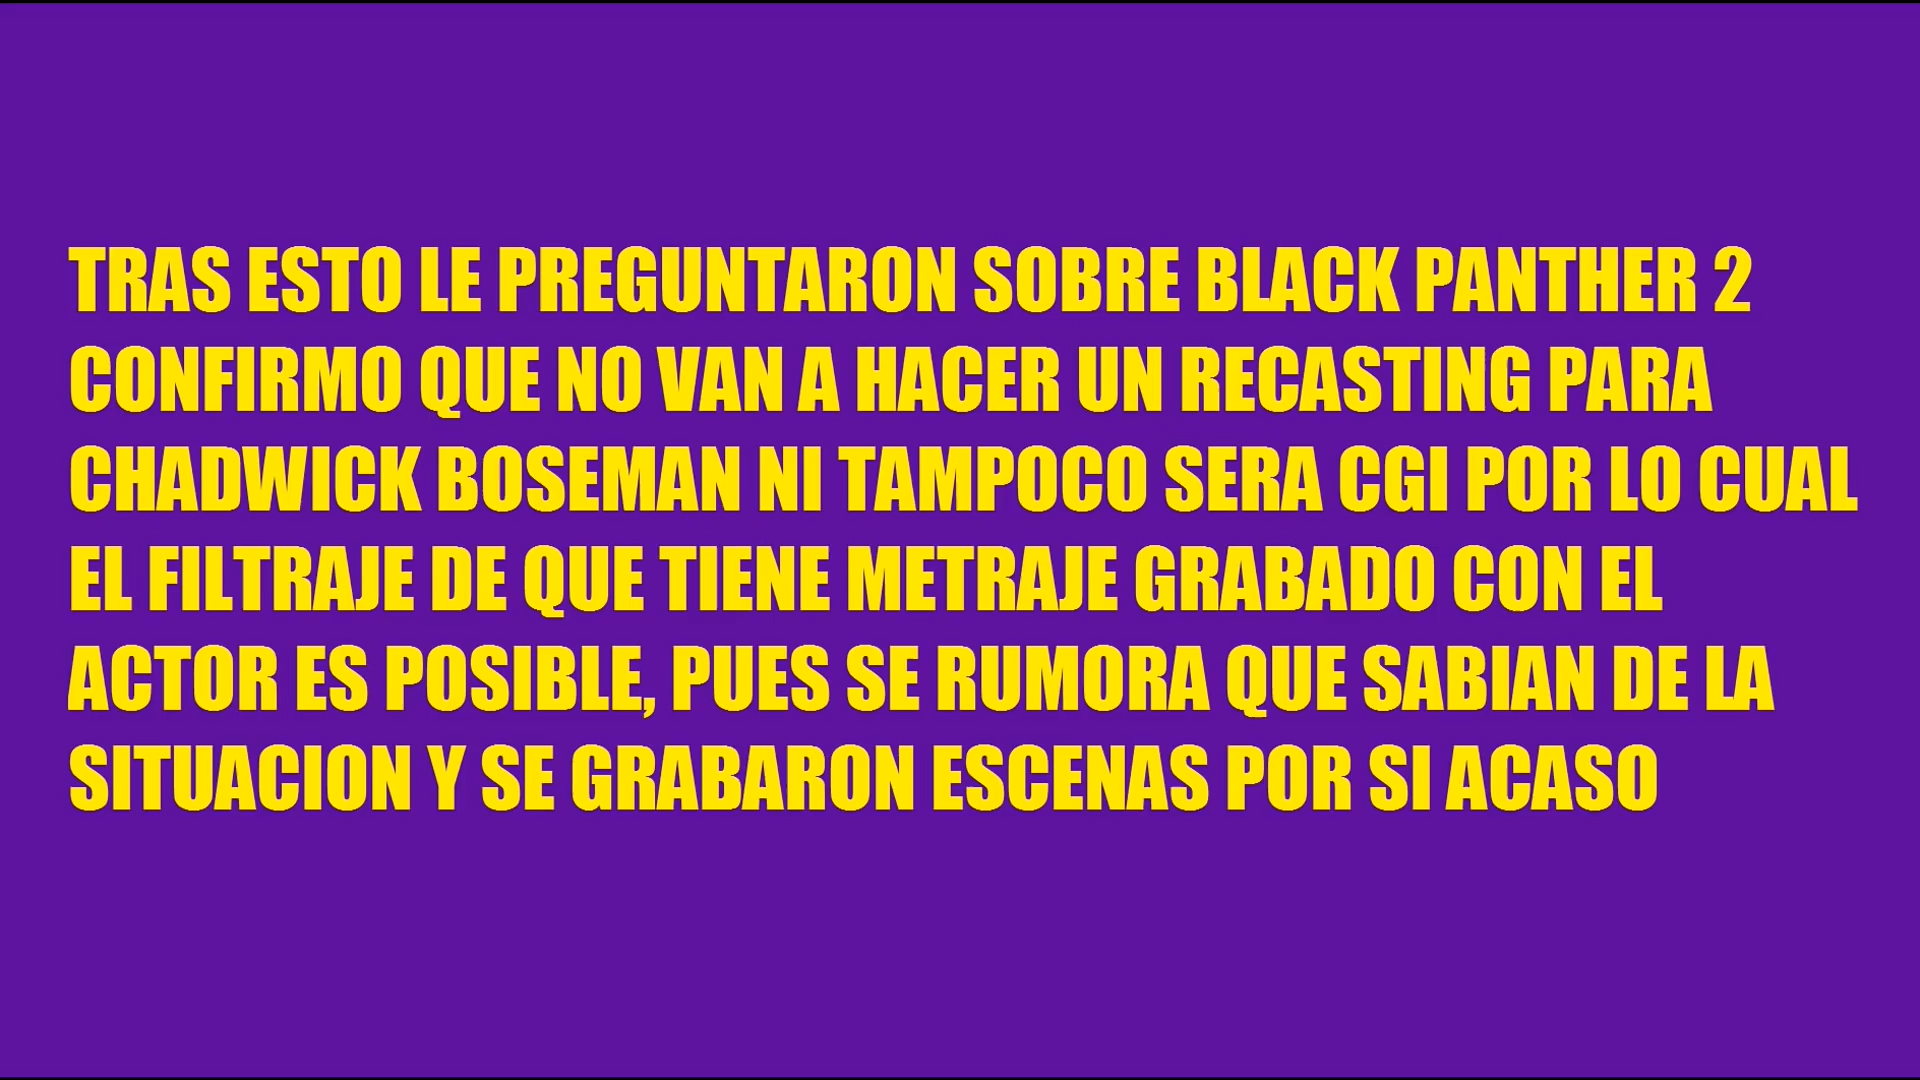 TRAS ESTO LE PREGUNTARON SOBRE BLACK PANTHER 2
CONFIRMO QUE NO VAN A HACER UN RECASTING PARA
CHADWICK BOSEMAN NI TAMPOCO SERA CGI POR LO CUAL
EL FILTRAJE DE QUE TIENE METRAJE GRABADO CON EL
ACTOR ES POSIBLE, PUES SE RUMORA QUE SABIAN DE LA
SITUACION Y SE GRABARON ESCENAS POR SI ACASO